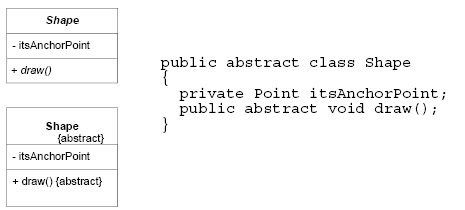 Shape
- itsAnchorPoint
+ draw()
Shape
{abstract}
- itsAnchorPoint
+ draw() {abstract}
public abstract class Shape
{
private Point itsAnchorPoint;
public abstract void draw();
}